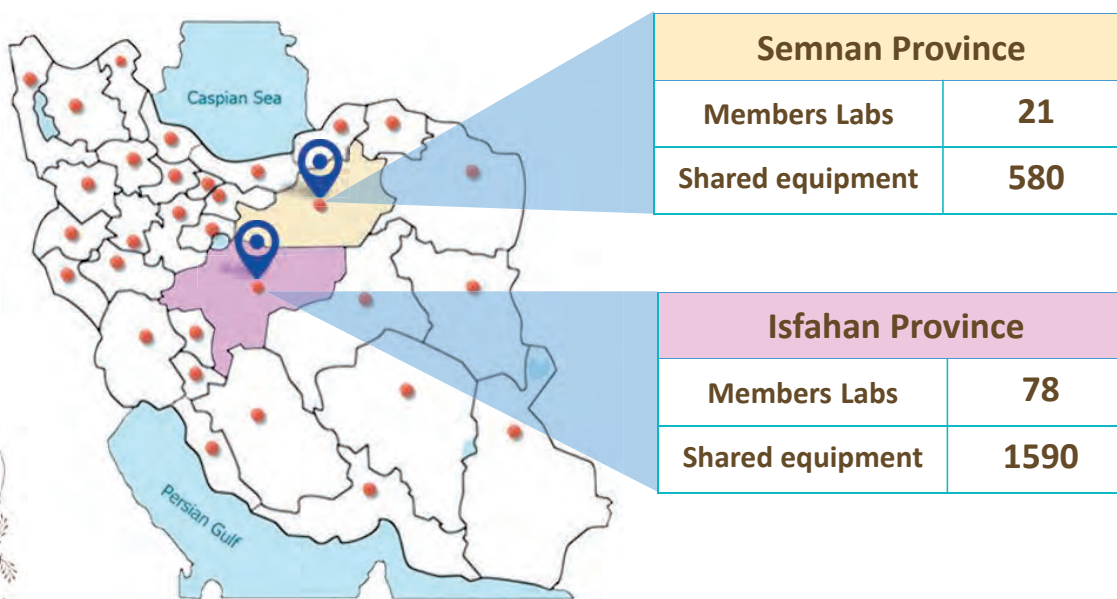 Caspian Sea
Persian Gulf
Semnan Province
Members Labs 21
Shared equipment 580
Isfahan Province
Members Labs 78
Shared equipment 1590